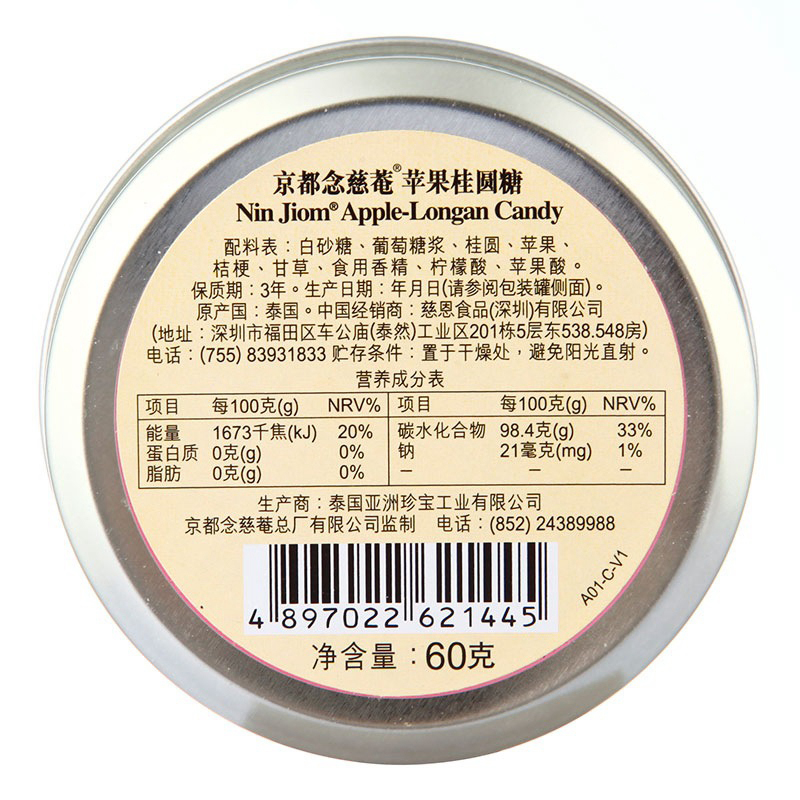 京都念慈菴®苹果桂圆糖
Nin Jiom® Apple-Longan Candy
配料表：白砂糖、葡萄糖浆、桂圆、苹果、
桔梗、甘草、食用香精、柠檬酸、苹果酸。
保质期：3年。生产日期：年月日(请参阅包装罐侧面)。
原产国：泰国。中国经销商：慈恩食品(深圳)有限公司
(地址：深圳市福田区车公庙(泰然)工业区201栋5层东538.548房)
电话：(755) 83931833 贮存条件：置于干燥处，避免阳光直射。
营养成分表
项目 每100克(g) NRV% 项目 每100克(g) NRV%
能量 1673千焦(kJ) 20% 碳水化合物 98.4克(g) 33%
蛋白质 0克(g) 0% 钠 21毫克(mg) 1%
脂肪 0克(g) 0% – – –
生产商：泰国亚洲珍宝工业有限公司
京都念慈菴总厂有限公司监制 电话：(852) 24389988
A01-C-V1
4 897022 621445
净含量：60克